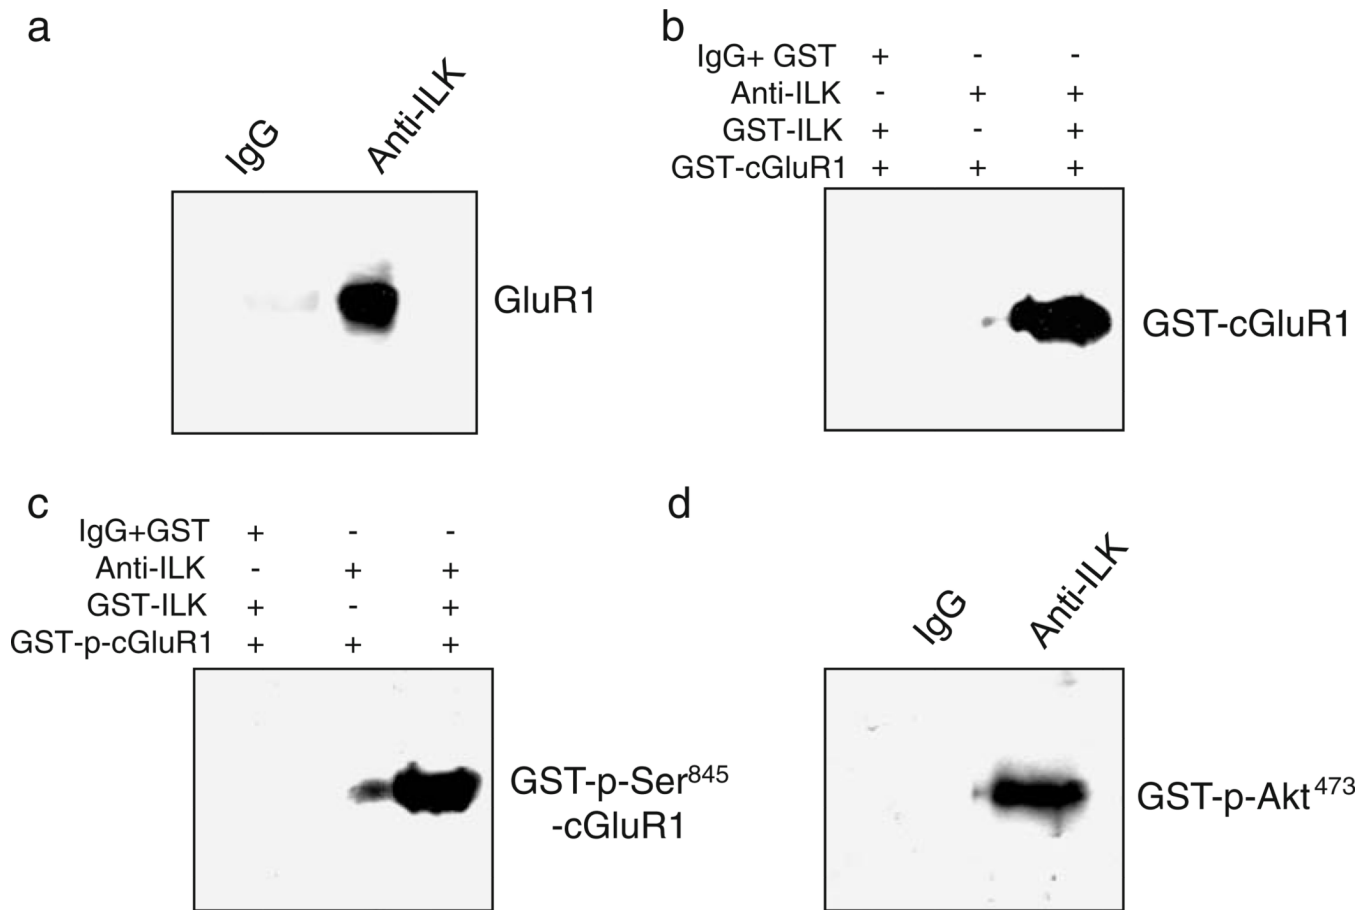 a
IgG
Anti-ILK
GluR1
b
IgG+ GST + - -
Anti-ILK - + +
GST-ILK + - +
GST-cGluR1 + + +
GST-cGluR1
c
IgG+GST + - -
Anti-ILK - + +
GST-ILK + - +
GST-p-cGluR1 + + +
GST-p-Ser⁸⁴⁵
-cGluR1
d
IgG
Anti-ILK
GST-p-Akt⁴⁷³